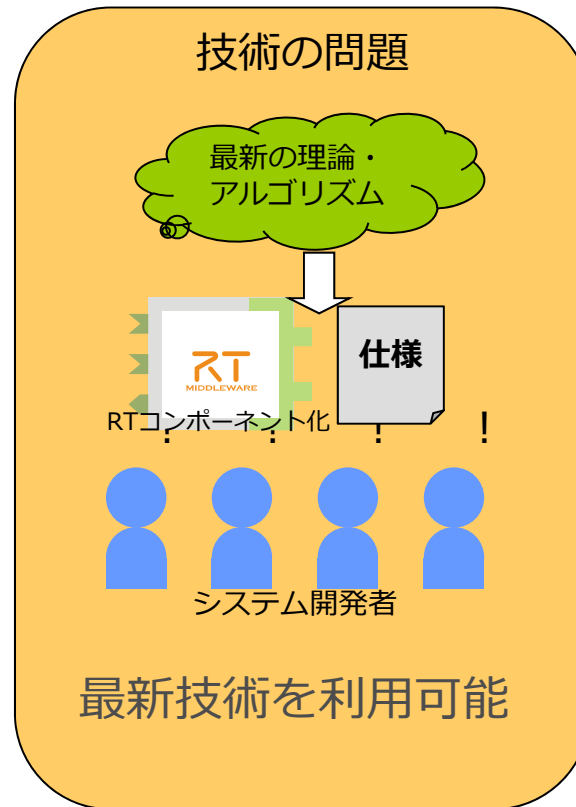 技術の問題
最新の理論・
アルゴリズム
RT
MIDDLEWARE
仕様
RTコンポーネント化
! ! ! !
システム開発者
最新技術を利用可能